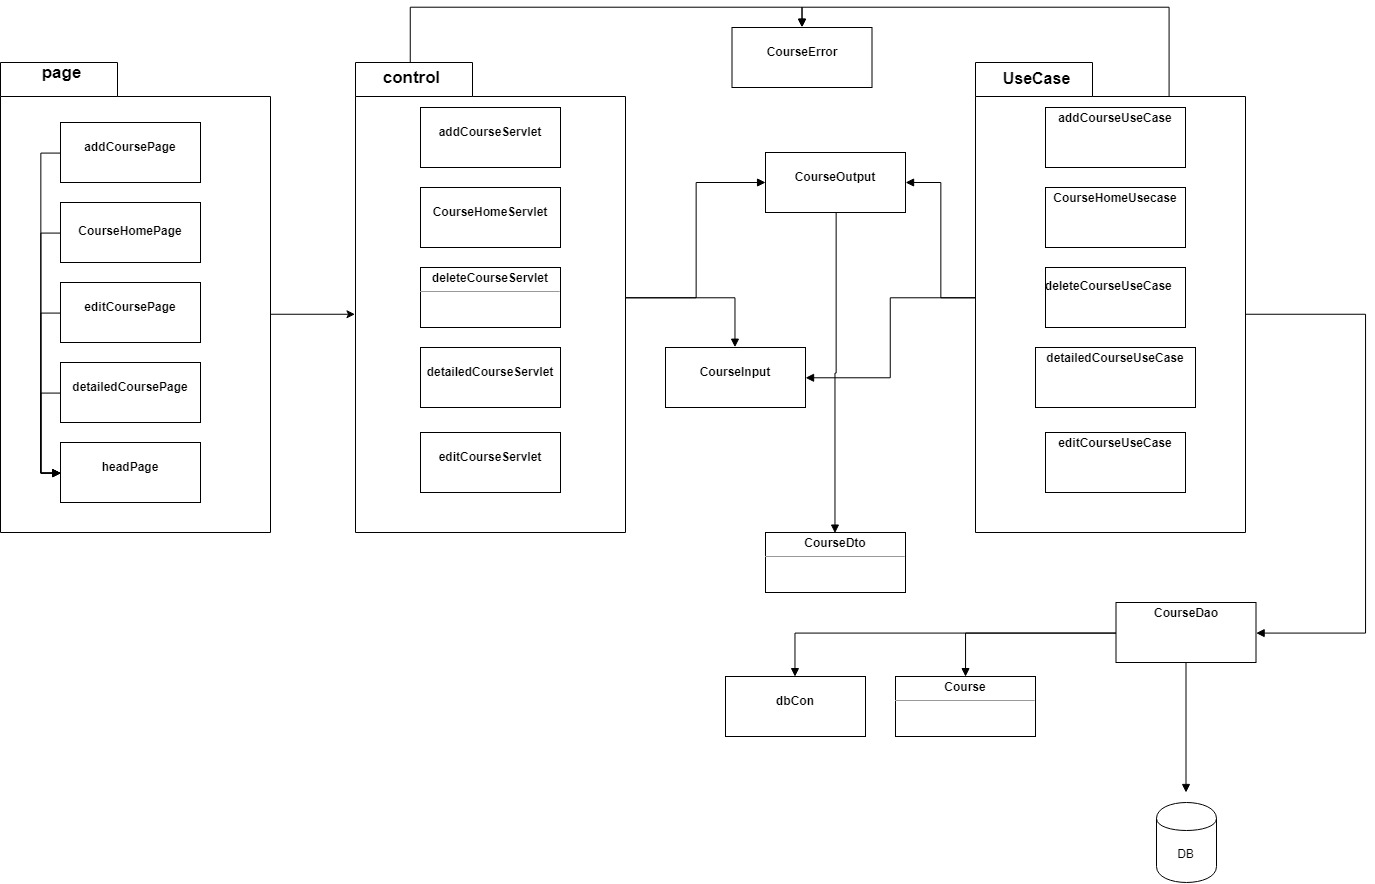 CourseError
page
control
UseCase
addCoursePage
CourseHomePage
editCoursePage
detailedCoursePage
headPage
addCourseServlet
CourseHomeServlet
deleteCourseServlet
detailedCourseServlet
editCourseServlet
CourseOutput
CourseInput
CourseDto
addCourseUseCase
CourseHomeUsecase
deleteCourseUseCase
detailedCourseUseCase
editCourseUseCase
CourseDao
dbCon
Course
DB